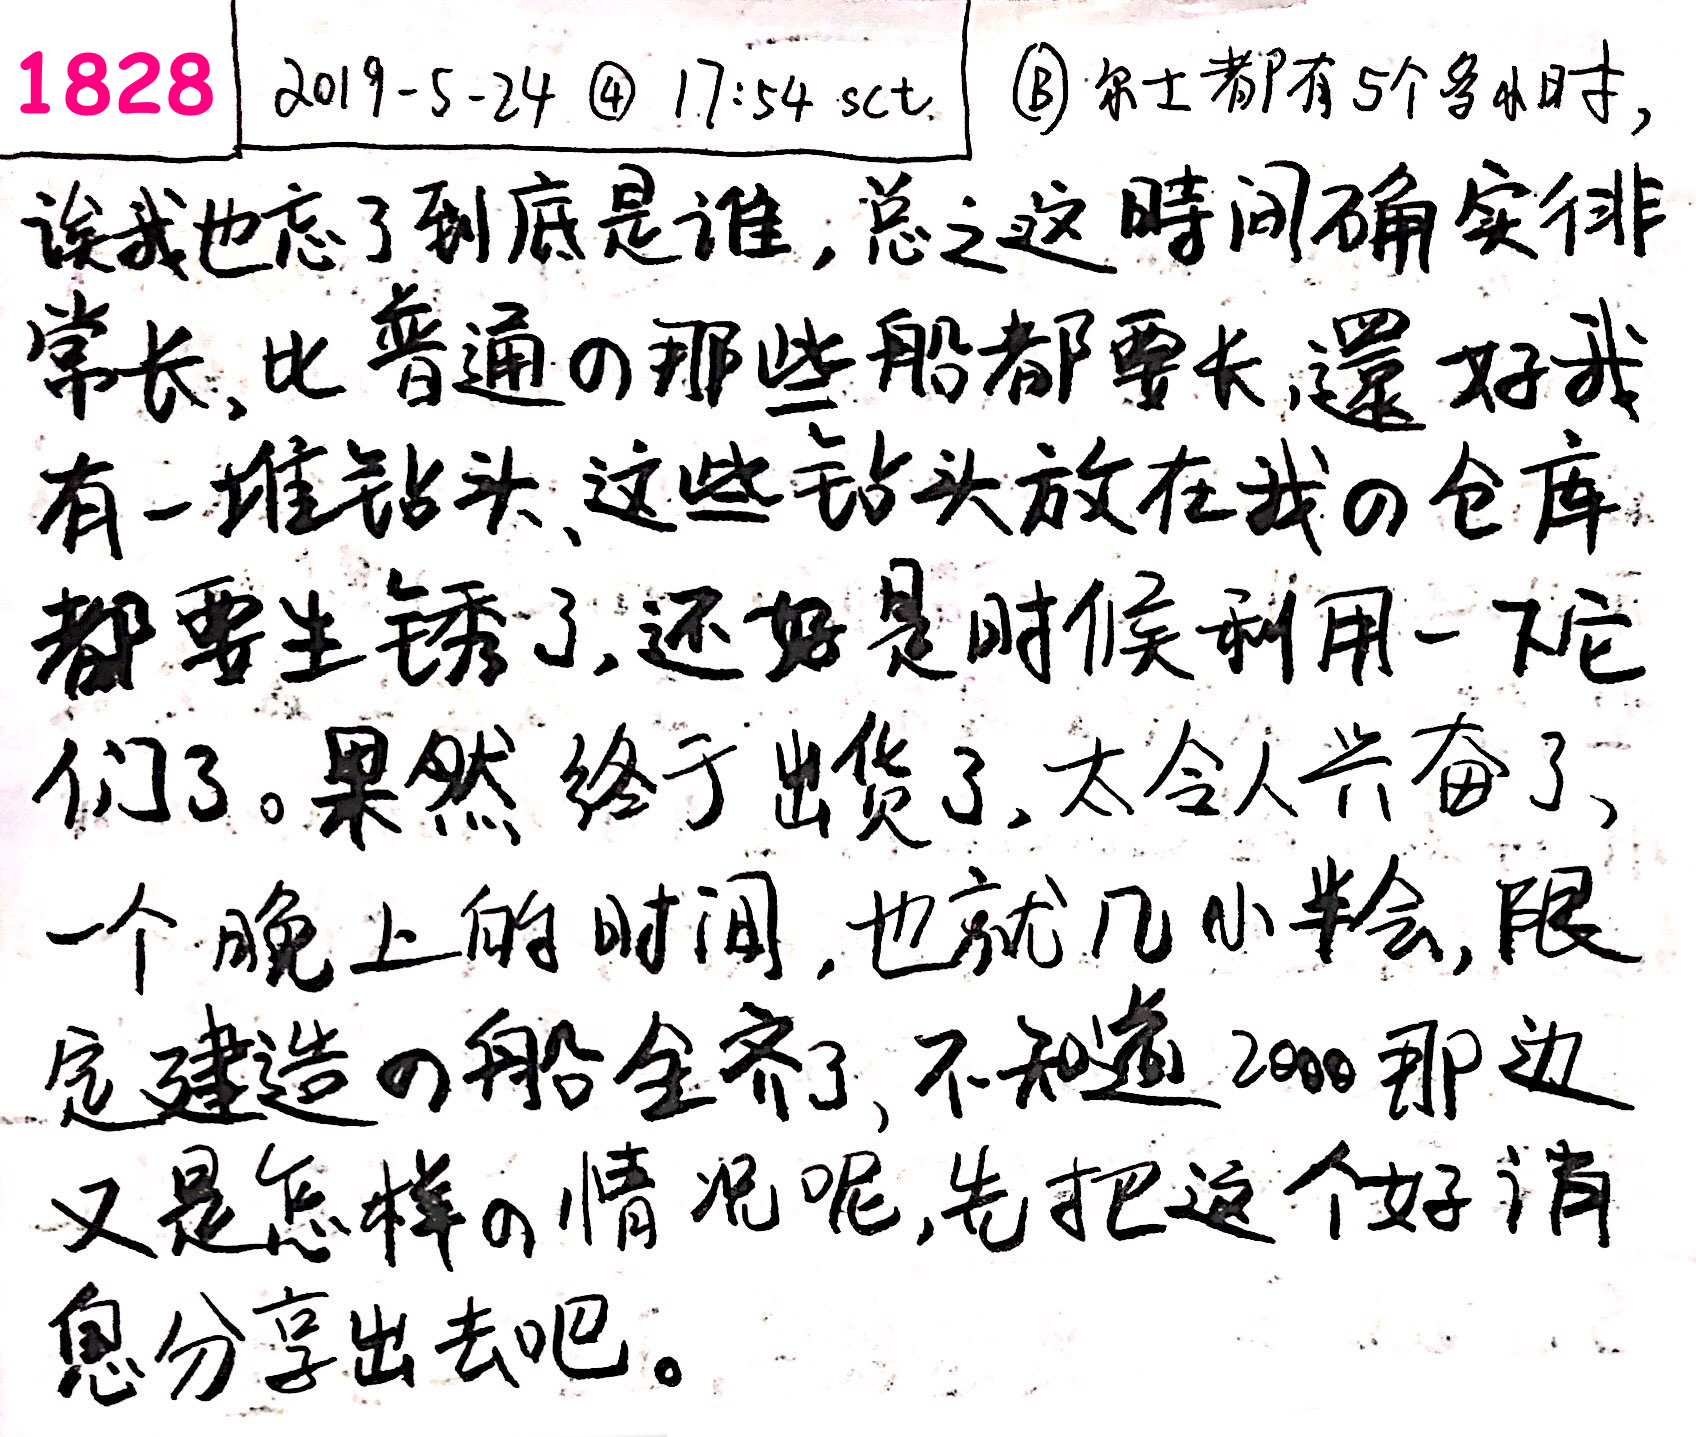 1828 2019-5-24 ④ 17:54 sct. Ⓑ尔士都有5个多小时,
诶我也忘了到底是谁,总之这時间确实徘
常长、比普通の那些船都要长,還好我
有一堆钻头、这些钻头放在我の仓库
都要生锈了,还好是时候利用一下它
们了。果然终于出货了、太令人兴奋了、
一个晚上的时间,也就几小半会,限
定建造の船全齐了,不知道2000那边
又是怎样の情况呢,先把这个好消
息分享出去吧。